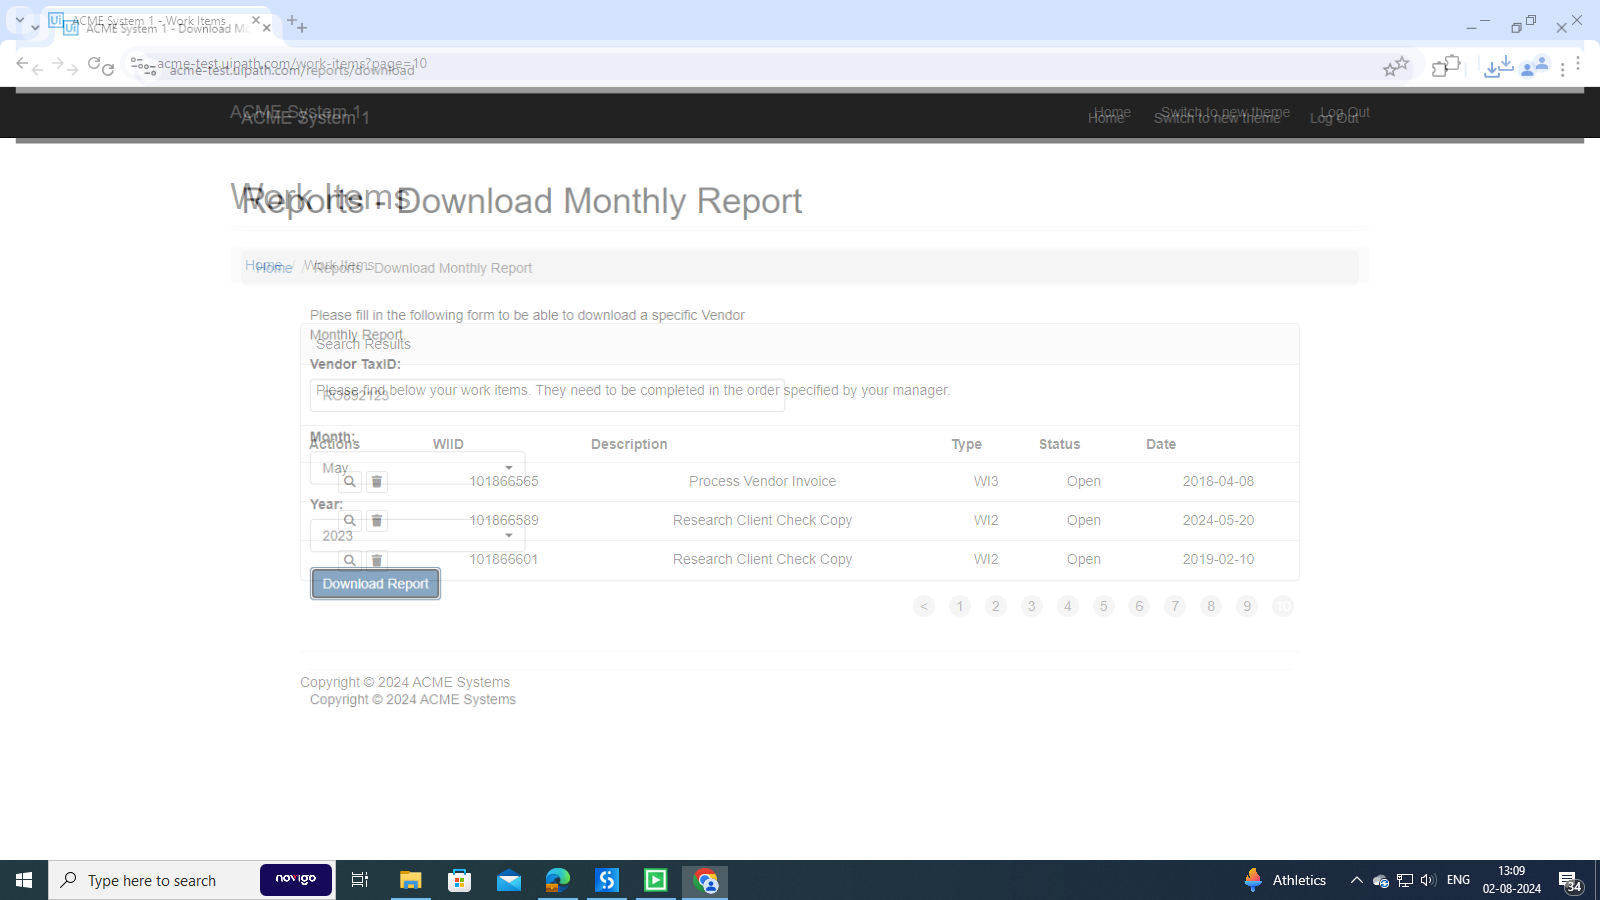 ACME System 1 - Work Items
ACME System 1 - Download Mo
acme-test.uipath.com/work-items?page=10
acme-test.uipath.com/reports/download
ACME System 1
Home Switch to new theme Log Out
ACME System 1
Home Switch to new theme Log Out
Work Items
Reports - Download Monthly Report
Home / Work Items
Home / Reports - Download Monthly Report
Please fill in the following form to be able to download a specific Vendor
Monthly Report.
Search Results
Vendor TaxID:
Please find below your work items. They need to be completed in the order specified by your manager.
RO892123
Month:
Actions WIID Description Type Status Date
May
101866565 Process Vendor Invoice WI3 Open 2018-04-08
Year:
101866589 Research Client Check Copy WI2 Open 2024-05-20
2023
101866601 Research Client Check Copy WI2 Open 2019-02-10
Download Report
< 1 2 3 4 5 6 7 8 9 10
Copyright © 2024 ACME Systems
Copyright © 2024 ACME Systems
Type here to search
novigo
Athletics
ENG
13:09
02-08-2024
34